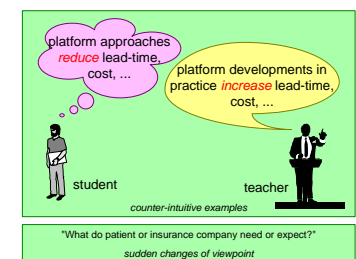 platform approaches
reduce lead-time,
cost, ...
platform developments in
practice increase lead-time,
cost, ...
student
teacher
counter-intuitive examples
"What do patient or insurance company need or expect?"
sudden changes of viewpoint